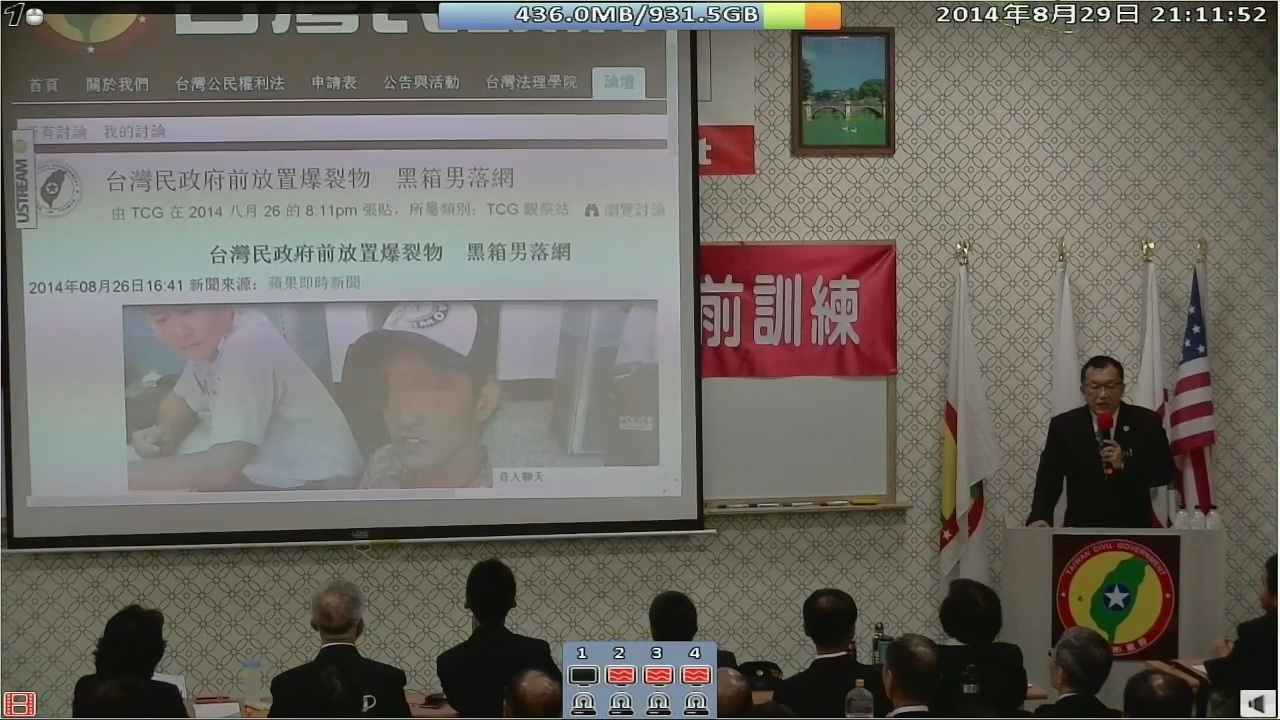 436.0MB/931.5GB
2014年8月29日 21:11:52
首頁 關於我們 台灣公民權利法 申請表 公告與活動 台灣法理學院 論壇
所有討論 我的討論
USTREAM
台灣民政府前放置爆裂物 黑箱男落網
由 TCG 在 2014 八月 26 的 8:11pm 張貼、所屬類別: TCG 觀察站 瀏覽討論
台灣民政府前放置爆裂物 黑箱男落網
2014年08月26日16:41 新聞來源: 蘋果即時新聞
POLICE
登入聊天
t
前訓練
TAIWAN CIVIL GOVERNMENT
1 2 3 4